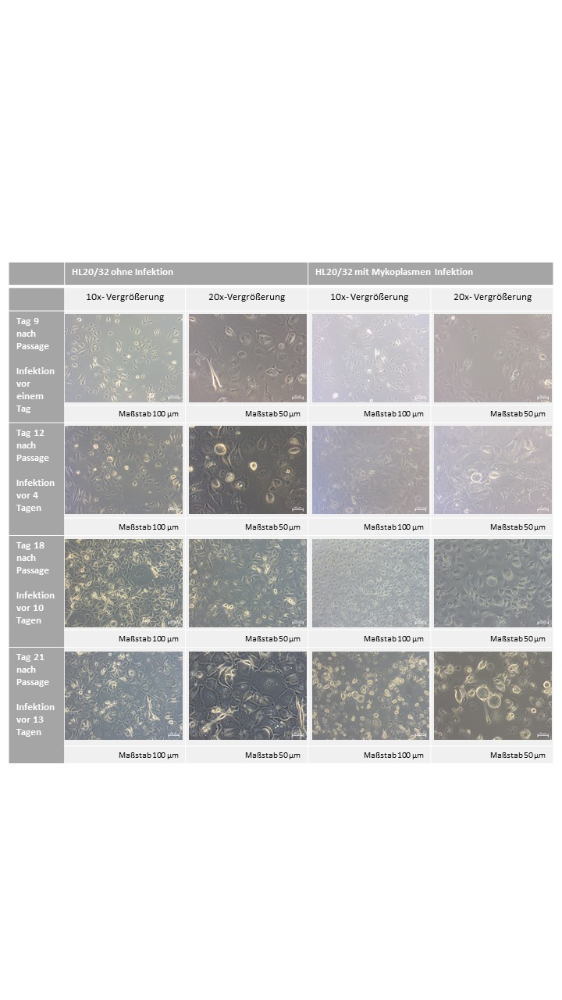 HL20/32 ohne Infektion
HL20/32 mit Mykoplasmen Infektion
10x- Vergrößerung
20x-Vergrößerung
10x- Vergrößerung
20x- Vergrößerung
Tag 9
nach
Passage
Infektion
vor
einem
Tag
Maßstab 100 µm
Maßstab 50 µm
Maßstab 100 µm
Maßstab 50 µm
Tag 12
nach
Passage
Infektion
vor 4
Tagen
Maßstab 100 µm
Maßstab 50 µm
Maßstab 100 µm
Maßstab 50 µm
Tag 18
nach
Passage
Infektion
vor 10
Tagen
Maßstab 100 µm
Maßstab 50 µm
Maßstab 100 µm
Maßstab 50 µm
Tag 21
nach
Passage
Infektion
vor 13
Tagen
Maßstab 100 µm
Maßstab 50 µm
Maßstab 100 µm
Maßstab 50 µm